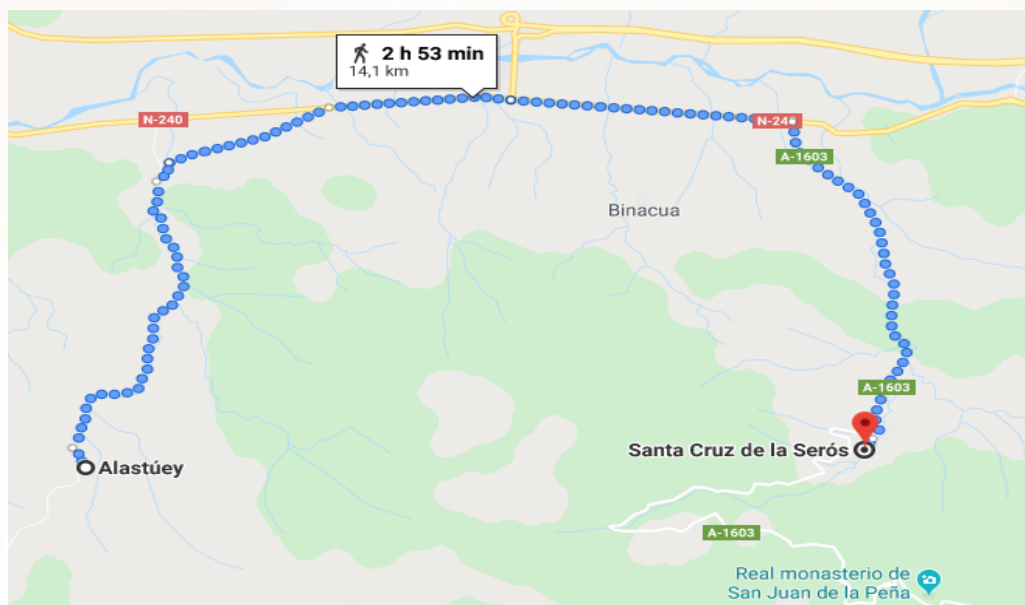 2 h 53 min
14,1 km
N-240
N-240
A-1603
Binacua
A-1603
Santa Cruz de la Serós
Alastúey
A-1603
Real monasterio de
San Juan de la Peña